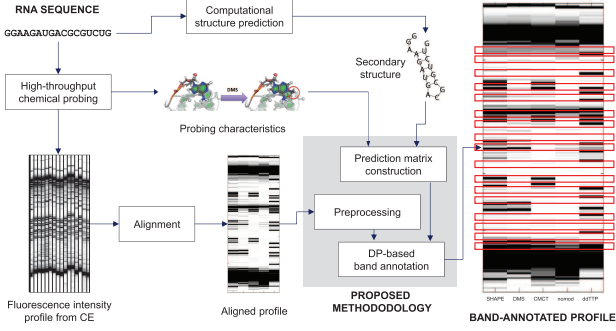 RNA SEQUENCE
GGAAGAUGACGCGUCUG
Computational
structure prediction
High-throughput
chemical probing
DMS
Probing characteristics
Secondary
structure
Prediction matrix
construction
Preprocessing
DP-based
band annotation
Alignment
Fluorescence intensity
profile from CE
Aligned profile
PROPOSED
METHODODOLOGY
SHAPE DMS DMCT nomod ddTTP
BAND-ANNOTATED PROFILE